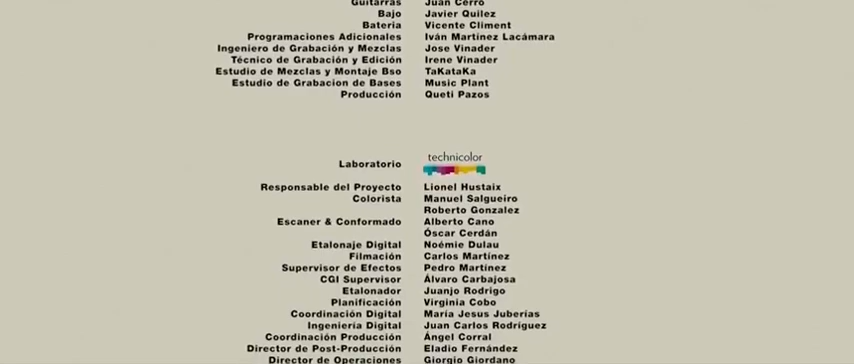 Guitarras Juan Cerro
Bajo Javier Quilez
Bateria Vicente Climent
Programaciones Adicionales Iván Martínez Lacámara
Ingeniero de Grabación y Mezclas Jose Vinader
Técnico de Grabación y Edición Irene Vinader
Estudio de Mezclas y Montaje Bso TaKataKa
Estudio de Grabacion de Bases Music Plant
Producción Queti Pazos
Laboratorio technicolor
Responsable del Proyecto Lionel Hustaix
Colorista Manuel Salgueiro
Roberto Gonzalez
Escaner & Conformado Alberto Cano
Óscar Cerdán
Etalonaje Digital Noémie Dulau
Filmación Carlos Martínez
Supervisor de Efectos Pedro Martínez
CGI Supervisor Álvaro Carbajosa
Etalonador Juanjo Rodrigo
Planificación Virginia Cobo
Coordinación Digital María Jesus Juberías
Ingeniería Digital Juan Carlos Rodríguez
Coordinación Producción Ángel Corral
Director de Post-Producción Eladio Fernández
Director de Operaciones Giorgio Giordano